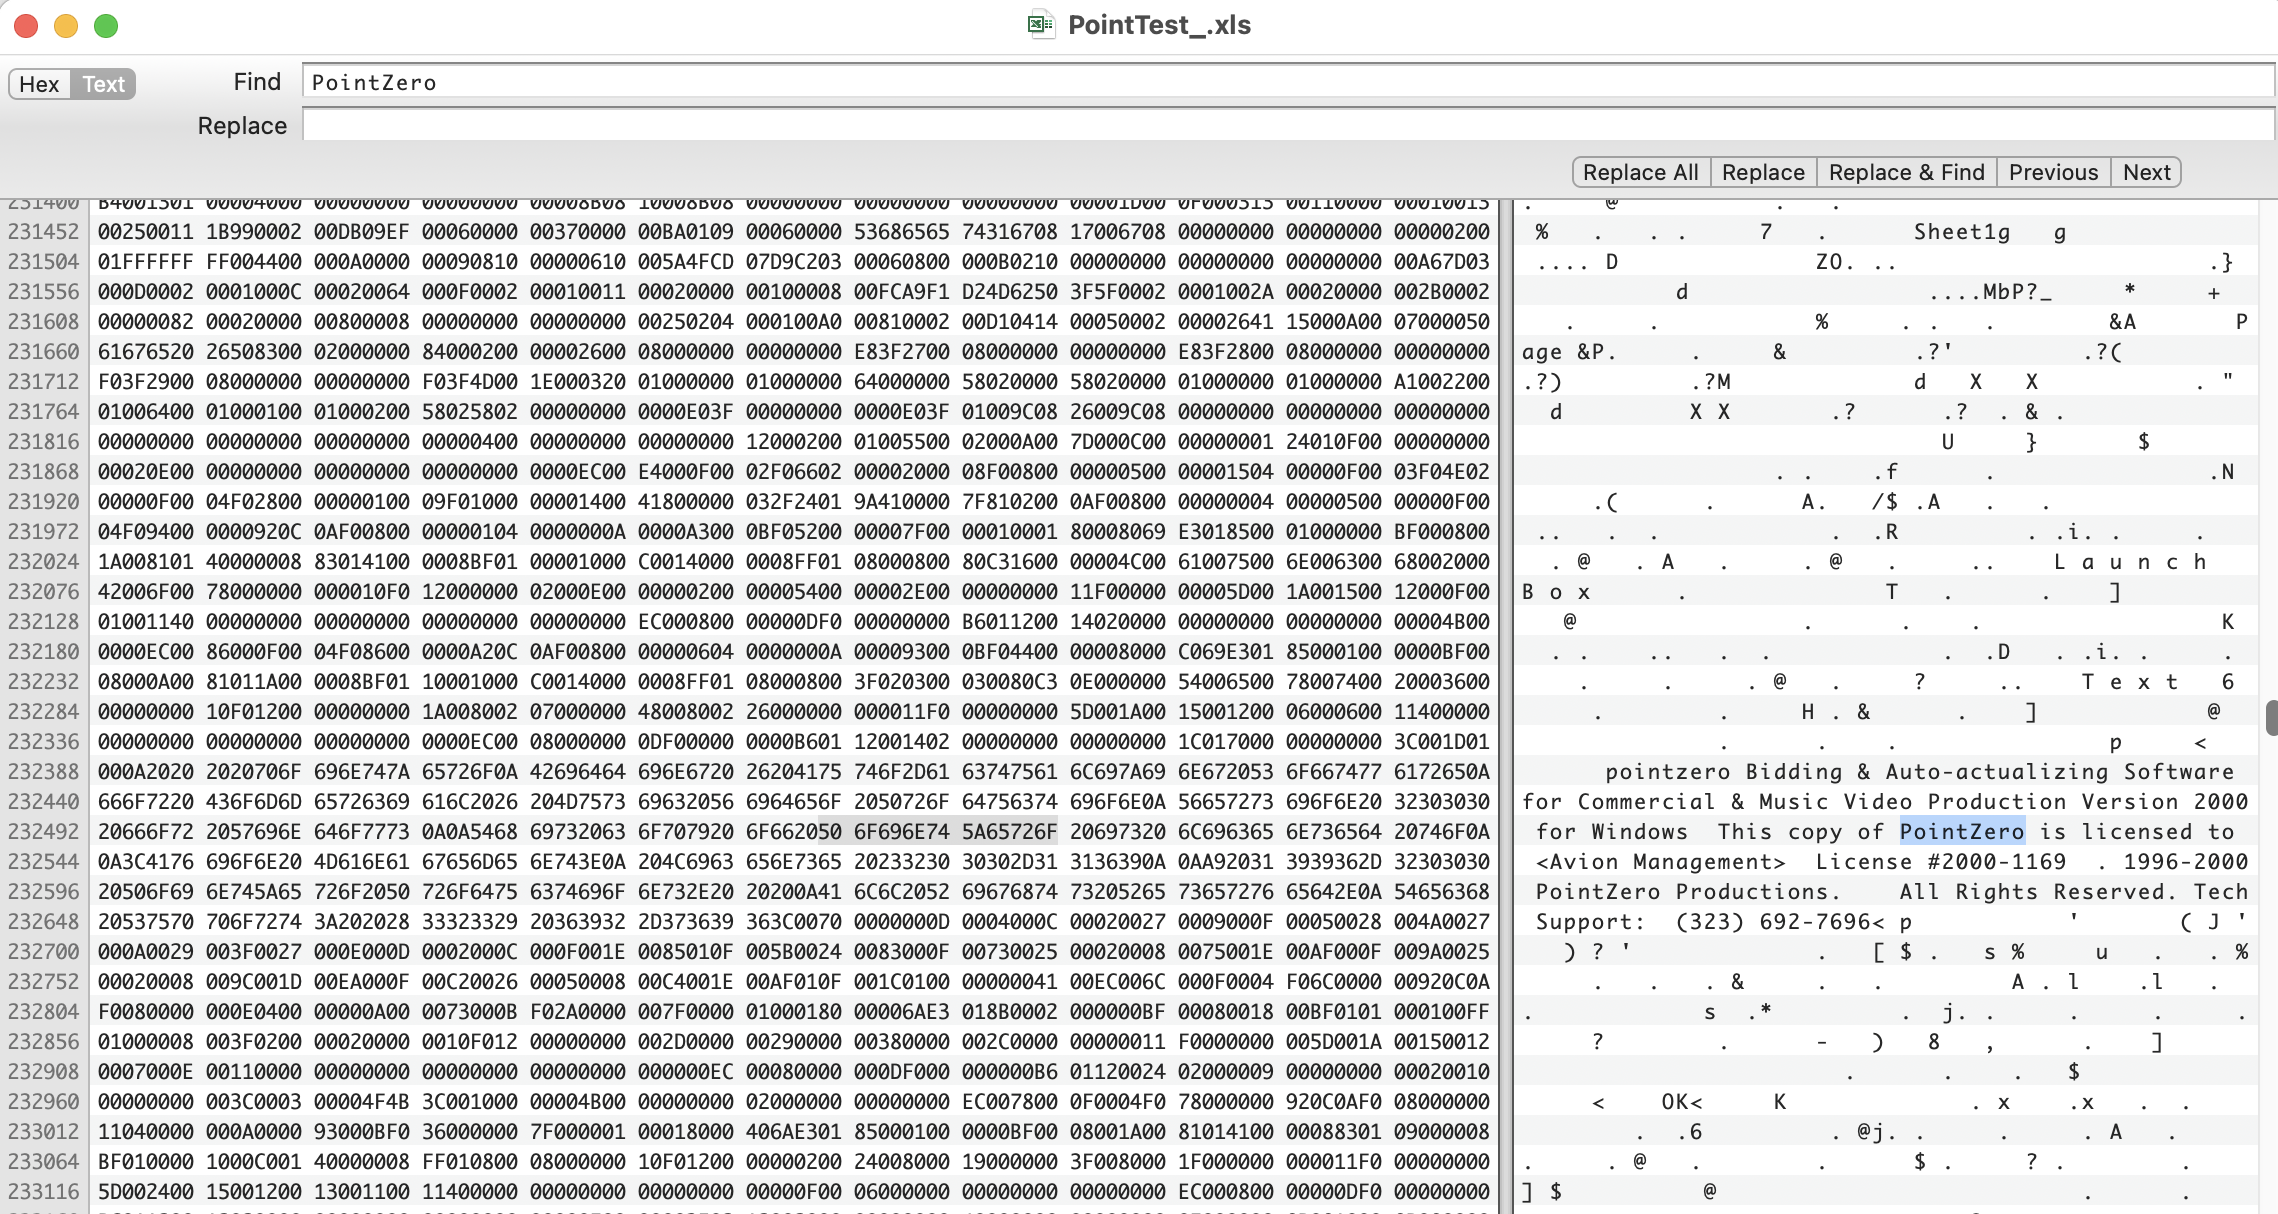 PointTest_.xls
Hex Text Find PointZero
Replace
Replace All Replace Replace & Find Previous Next
231400 B4001301 00004000 00000000 00000000 00008B08 10008B08 00000000 00000000 00000000 00001D00 0F000313 00110000 00010013 . @ . .
231452 00250011 1B990002 00DB09EF 00060000 00370000 00BA0109 00060000 53686565 74316708 17006708 00000000 00000000 00000200 % . . . 7 . Sheet1g g
231504 01FFFFFF FF004400 000A0000 00090810 00000610 005A4FCD 07D9C203 00060800 000B0210 00000000 00000000 00000000 00A67D03 .... D ZO. .. .}
231556 000D0002 0001000C 00020064 000F0002 00010011 00020000 00100008 00FCA9F1 D24D6250 3F5F0002 0001002A 00020000 002B0002 d ....MbP?_ * +
231608 00000082 00020000 00800008 00000000 00000000 00250204 000100A0 00810002 00D10414 00050002 00002641 15000A00 07000050 . . % . . . &A P
231660 61676520 26508300 02000000 84000200 00002600 08000000 00000000 E83F2700 08000000 00000000 E83F2800 08000000 00000000 age &P. . & .?' .?(
231712 F03F2900 08000000 00000000 F03F4D00 1E000320 01000000 01000000 64000000 58020000 58020000 01000000 01000000 A1002200 .?) .?M d X X . "
231764 01006400 01000100 01000200 58025802 00000000 0000E03F 00000000 0000E03F 01009C08 26009C08 00000000 00000000 00000000 d X X .? .? . & .
231816 00000000 00000000 00000000 00000400 00000000 00000000 12000200 01005500 02000A00 7D000C00 00000001 24010F00 00000000 U } $
231868 00020E00 00000000 00000000 00000000 0000EC00 E4000F00 02F06602 00002000 08F00800 00000500 00001504 00000F00 03F04E02 . . .f . .N
231920 00000F00 04F02800 00000100 09F01000 00001400 41800000 032F2401 9A410000 7F810200 0AF00800 00000004 00000500 00000F00 .( . A. /$ .A . .
231972 04F09400 0000920C 0AF00800 00000104 0000000A 0000A300 0BF05200 00007F00 00010001 80008069 E3018500 01000000 BF000800 .. . . . .R . .i. . .
232024 1A008101 40000008 83014100 0008BF01 00001000 C0014000 0008FF01 08000800 80C31600 00004C00 61007500 6E006300 68002000 . @ . A . @ . .. L a u n c h
232076 42006F00 78000000 000010F0 12000000 02000E00 00000200 00005400 00002E00 00000000 11F00000 00005D00 1A001500 12000F00 B o x . T . . ]
232128 01001140 00000000 00000000 00000000 00000000 EC000800 00000DF0 00000000 B6011200 14020000 00000000 00000000 00004B00 @ . . . K
232180 0000EC00 86000F00 04F08600 0000A20C 0AF00800 00000604 0000000A 00009300 0BF04400 00008000 C069E301 85000100 0000BF00 . . .. . . . .D . .i. . .
232232 08000A00 81011A00 0008BF01 10001000 C0014000 0008FF01 08000800 3F020300 030080C3 0E000000 54006500 78007400 20003600 . . . @ . ? .. T e x t 6
232284 00000000 10F01200 00000000 1A008002 07000000 48008002 26000000 000011F0 00000000 5D001A00 15001200 06000600 11400000 . . H . & . ] @
232336 00000000 00000000 00000000 0000EC00 08000000 0DF00000 0000B601 12001402 00000000 00000000 1C017000 00000000 3C001D01 . . . p <
232388 000A2020 2020706F 696E747A 65726F0A 42696464 696E6720 26204175 746F2D61 63747561 6C697A69 6E672053 6F667477 6172650A pointzero Bidding & Auto-actualizing Software
232440 666F7220 436F6D6D 65726369 616C2026 204D7573 69632056 6964656F 2050726F 64756374 696F6E0A 56657273 696F6E20 32303030 for Commercial & Music Video Production Version 2000
232492 20666F72 2057696E 646F7773 0A0A5468 69732063 6F707920 6F662050 6F696E74 5A65726F 20697320 6C696365 6E736564 20746F0A for Windows This copy of PointZero is licensed to
232544 0A3C4176 696F6E20 4D616E61 67656D65 6E743E0A 204C6963 656E7365 20233230 30302D31 3136390A 0AA92031 3939362D 32303030 <Avion Management> License #2000-1169 . 1996-2000
232596 20506F69 6E745A65 726F2050 726F6475 6374696F 6E732E20 20200A41 6C6C2052 69676874 73205265 73657276 65642E0A 54656368 PointZero Productions. All Rights Reserved. Tech
232648 20537570 706F7274 3A202028 33323329 20363932 2D373639 363C0070 0000000D 0004000C 00020027 0009000F 00050028 004A0027 Support: (323) 692-7696< p ' ( J '
232700 000A0029 003F0027 000E000D 0002000C 000F001E 0085010F 005B0024 0083000F 00730025 00020008 0075001E 00AF000F 009A0025 ) ? ' . [ $ . s % u . . %
232752 00020008 009C001D 00EA000F 00C20026 00050008 00C4001E 00AF010F 001C0100 00000041 00EC006C 000F0004 F06C0000 00920C0A . . . & . . A . l .l .
232804 F0080000 000E0400 00000A00 0073000B F02A0000 007F0000 01000180 00006AE3 018B0002 000000BF 00080018 00BF0101 000100FF . s .* . j. . . . .
232856 01000008 003F0200 00020000 0010F012 00000000 002D0000 00290000 00380000 002C0000 00000011 F0000000 005D001A 00150012 ? . - ) 8 , . ]
232908 0007000E 00110000 00000000 00000000 00000000 000000EC 00080000 000DF000 000000B6 01120024 02000009 00000000 00020010 . . . $
232960 00000000 003C0003 00004F4B 3C001000 00004B00 00000000 02000000 00000000 EC007800 0F0004F0 78000000 920C0AF0 08000000 < OK< K . x .x . .
233012 11040000 000A0000 93000BF0 36000000 7F000001 00018000 406AE301 85000100 0000BF00 08001A00 81014100 00088301 09000008 . .6 . @j. . . . A .
233064 BF010000 1000C001 40000008 FF010800 08000000 10F01200 00000200 24008000 19000000 3F008000 1F000000 000011F0 00000000 . . @ . . $ . ? . .
233116 5D002400 15001200 13001100 11400000 00000000 00000000 00000F00 06000000 00000000 00000000 EC000800 00000DF0 00000000 ] $ @ . .